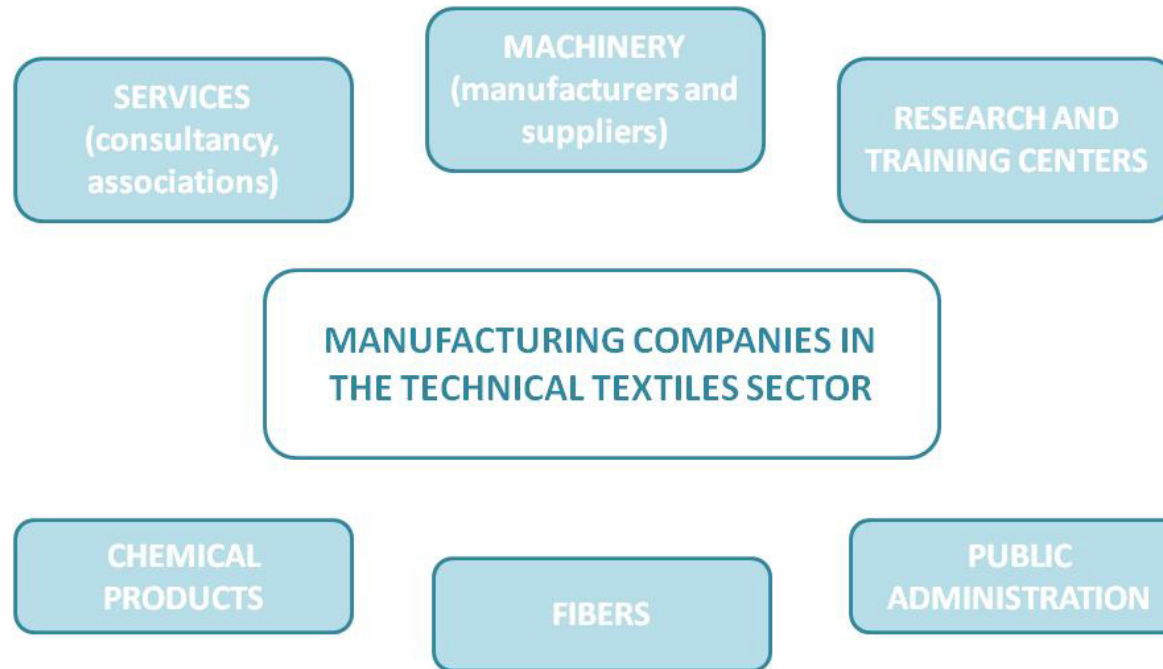 SERVICES
(consultancy,
associations)
MACHINERY
(manufacturers and
suppliers)
RESEARCH AND
TRAINING CENTERS
MANUFACTURING COMPANIES IN
THE TECHNICAL TEXTILES SECTOR
CHEMICAL
PRODUCTS
FIBERS
PUBLIC
ADMINISTRATION